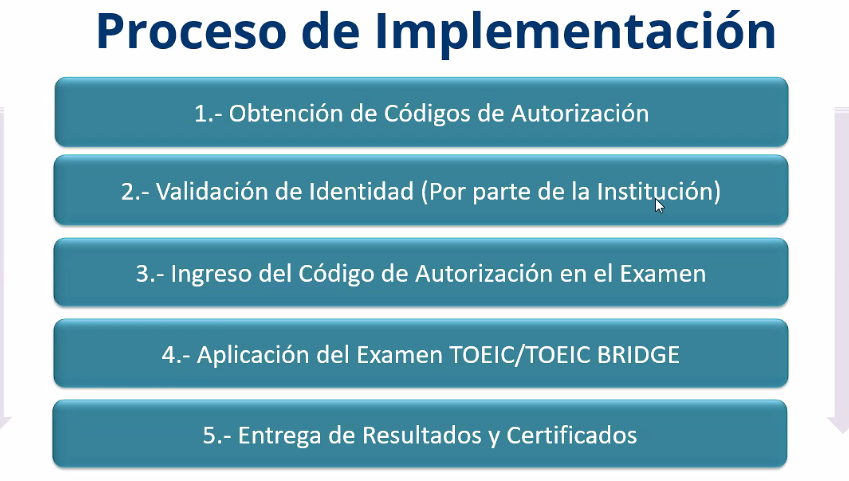 Proceso de Implementación
1.- Obtención de Códigos de Autorización
2.- Validación de Identidad (Por parte de la Institución)
3.- Ingreso del Código de Autorización en el Examen
4.- Aplicación del Examen TOEIC/TOEIC BRIDGE
5.- Entrega de Resultados y Certificados